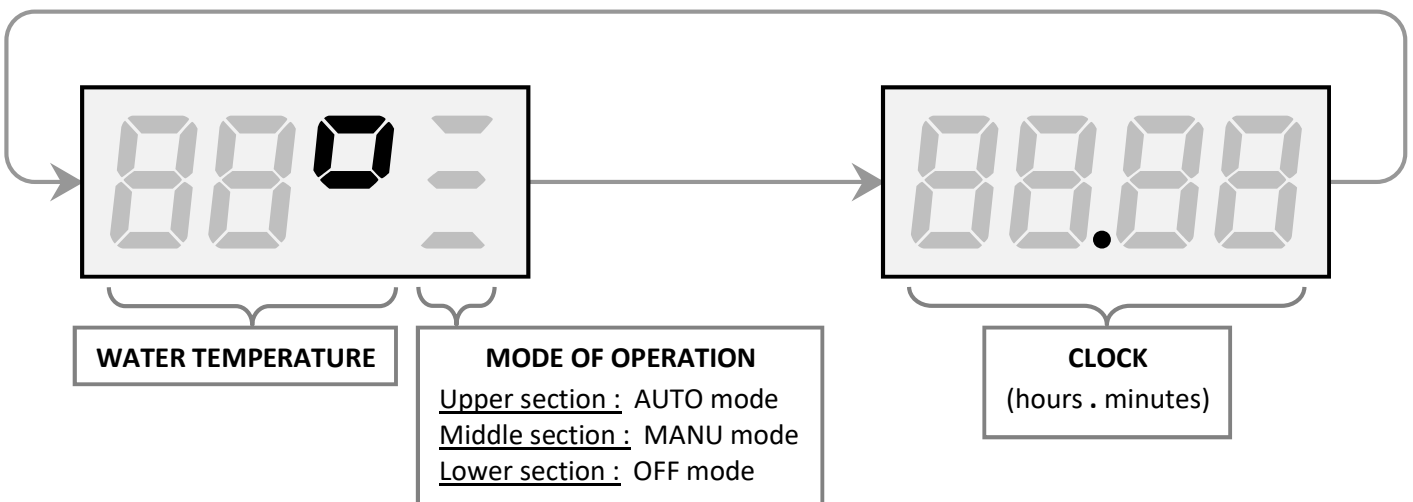 WATER TEMPERATURE
MODE OF OPERATION
Upper section : AUTO mode
Middle section : MANU mode
Lower section : OFF mode
CLOCK
(hours . minutes)